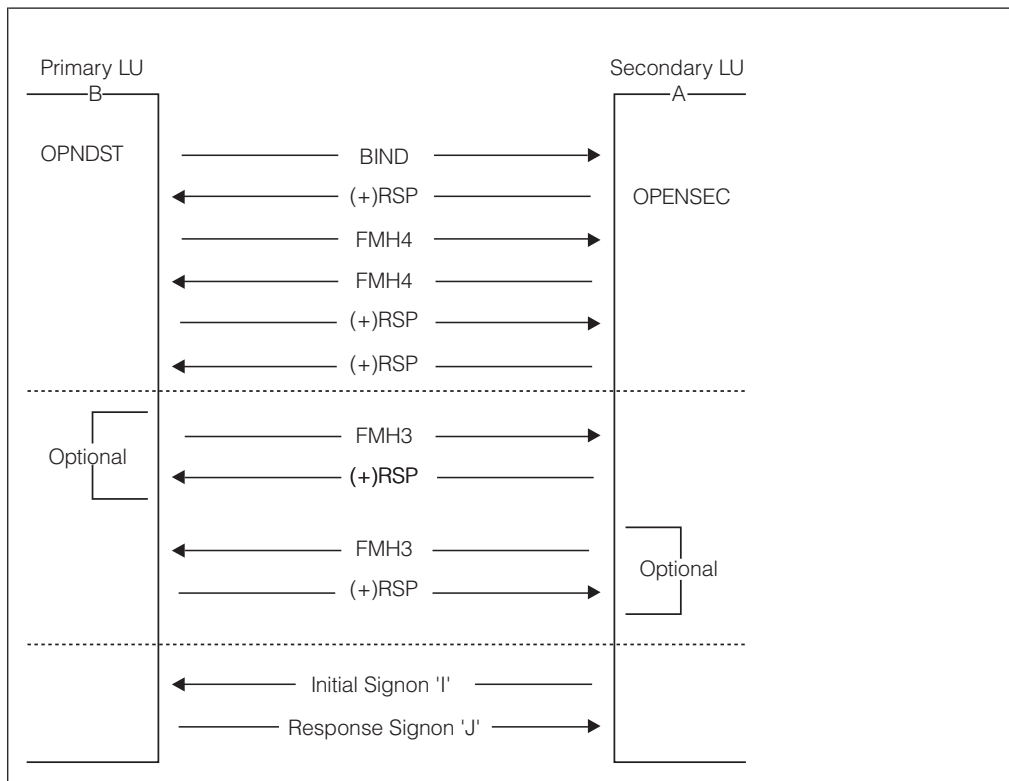 Primary LU
Secondary LU
B
A
OPNDST
BIND
(+)RSP
OPENSEC
FMH4
FMH4
(+)RSP
(+)RSP
FMH3
Optional
(+)RSP
FMH3
Optional
(+)RSP
Initial Signon 'I'
Response Signon 'J'